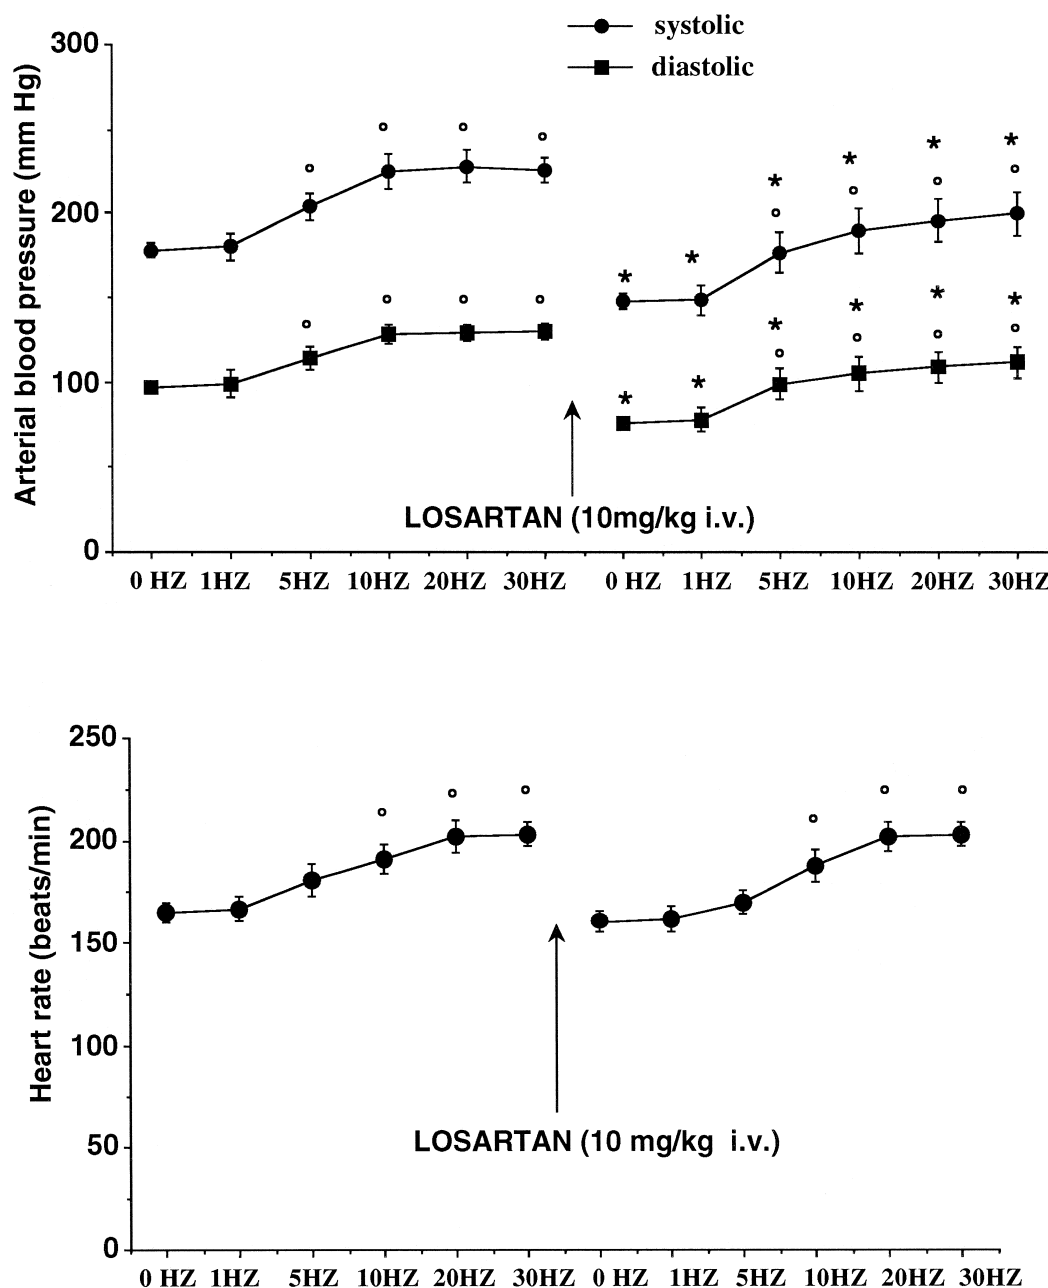 systolic
diastolic
Arterial blood pressure (mm Hg)
300
200
100
0
* * * *
* *
* * * *
* *
LOSARTAN (10mg/kg i.v.)
0 HZ 1HZ 5HZ 10HZ 20HZ 30HZ 0 HZ 1HZ 5HZ 10HZ 20HZ 30HZ
Heart rate (beats/min)
250
200
150
100
50
0
LOSARTAN (10 mg/kg i.v.)
0 HZ 1HZ 5HZ 10HZ 20HZ 30HZ 0 HZ 1HZ 5HZ 10HZ 20HZ 30HZ